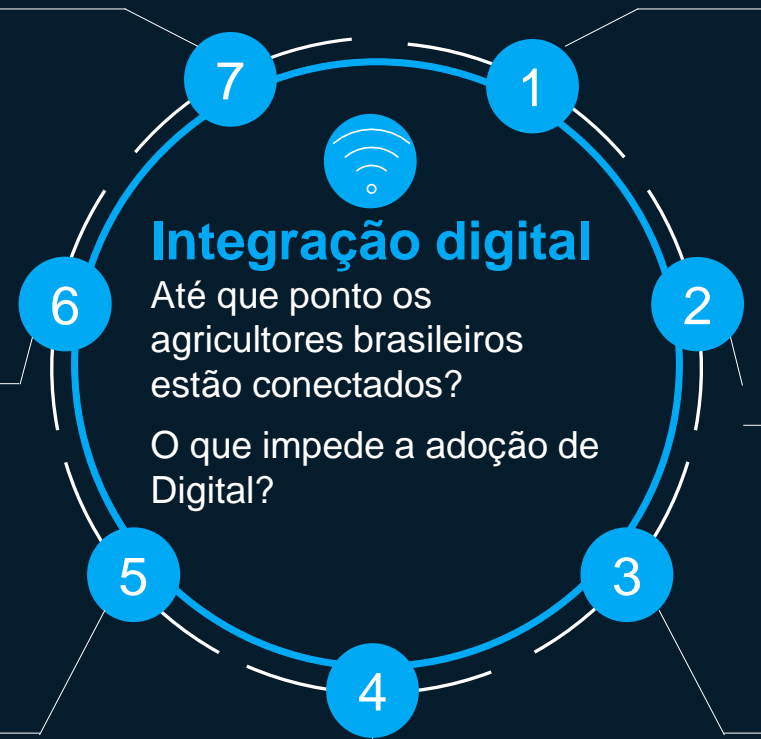 7
1
Integração digital
6
Até que ponto os
2
agricultores brasileiros
estão conectados?
O que impede a adoção de
Digital?
5
3
4